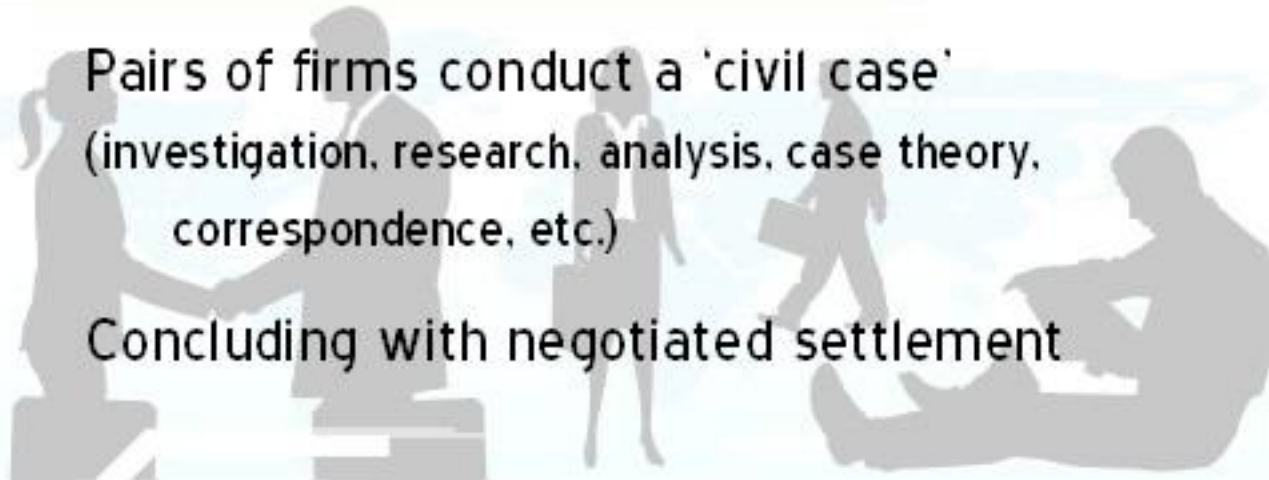 Pairs of firms conduct a 'civil case'
(investigation, research, analysis, case theory,
correspondence, etc.)
Concluding with negotiated settlement